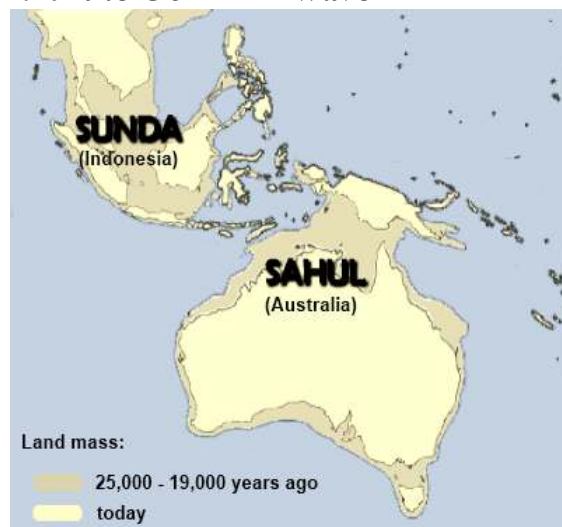 SUNDA
(Indonesia)
SAHUL
(Australia)
Land mass:
25,000 - 19,000 years ago
today